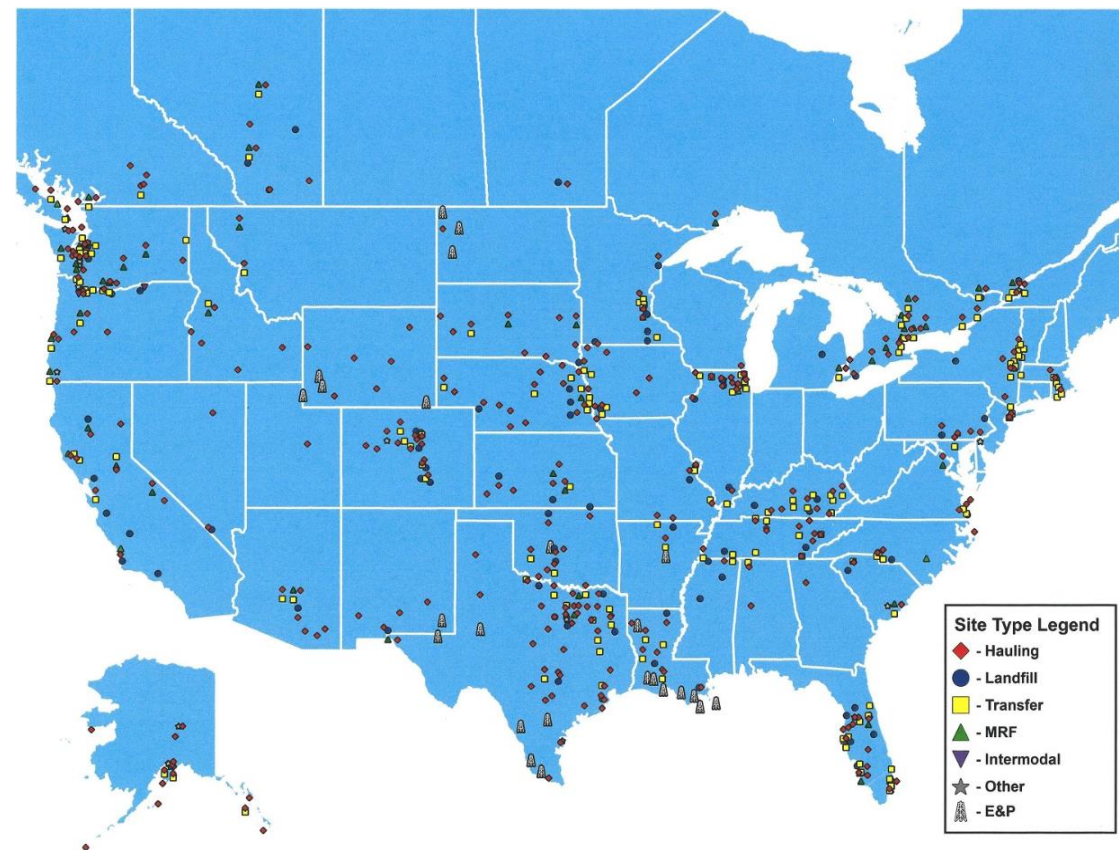 Site Type Legend
- Hauling
- Landfill
- Transfer
- MRF
- Intermodal
- Other
- E&P